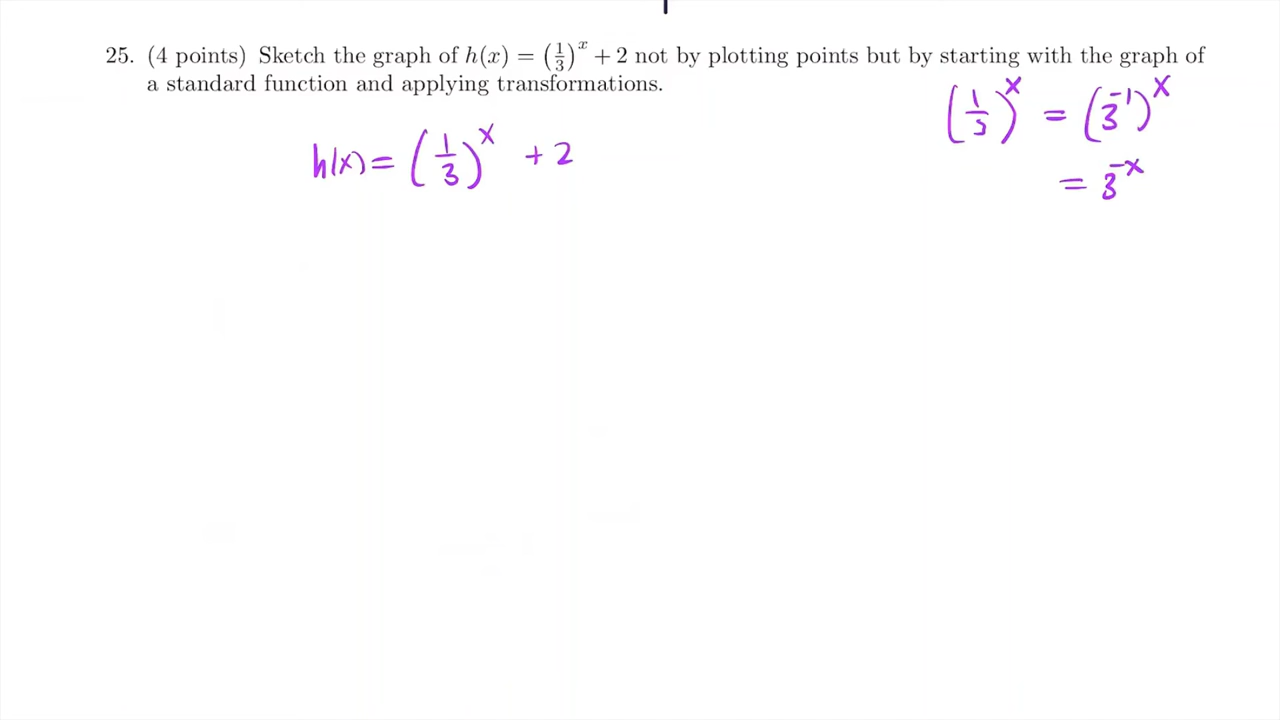 25. (4 points) Sketch the graph of h(x) = (1/3)^x + 2 not by plotting points but by starting with the graph of
a standard function and applying transformations.
(1/3)^x = (3^-1)^x
h(x) = (1/3)^x + 2
= 3^-x